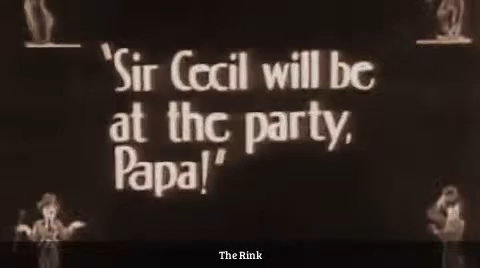 "Sir Cecil will be
at the party,
Papa!"
The Rink